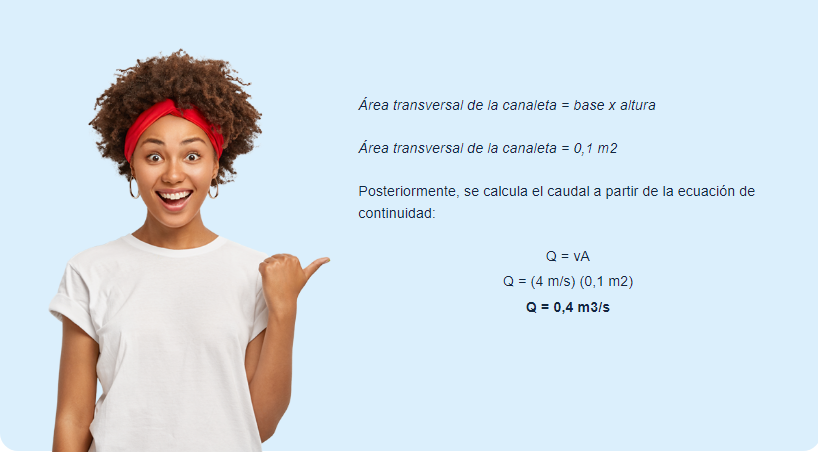 Área transversal de la canaleta = base x altura
Área transversal de la canaleta = 0,1 m2
Posteriormente, se calcula el caudal a partir de la ecuación de
continuidad:
Q = vA
Q = (4 m/s) (0,1 m2)
Q = 0,4 m3/s